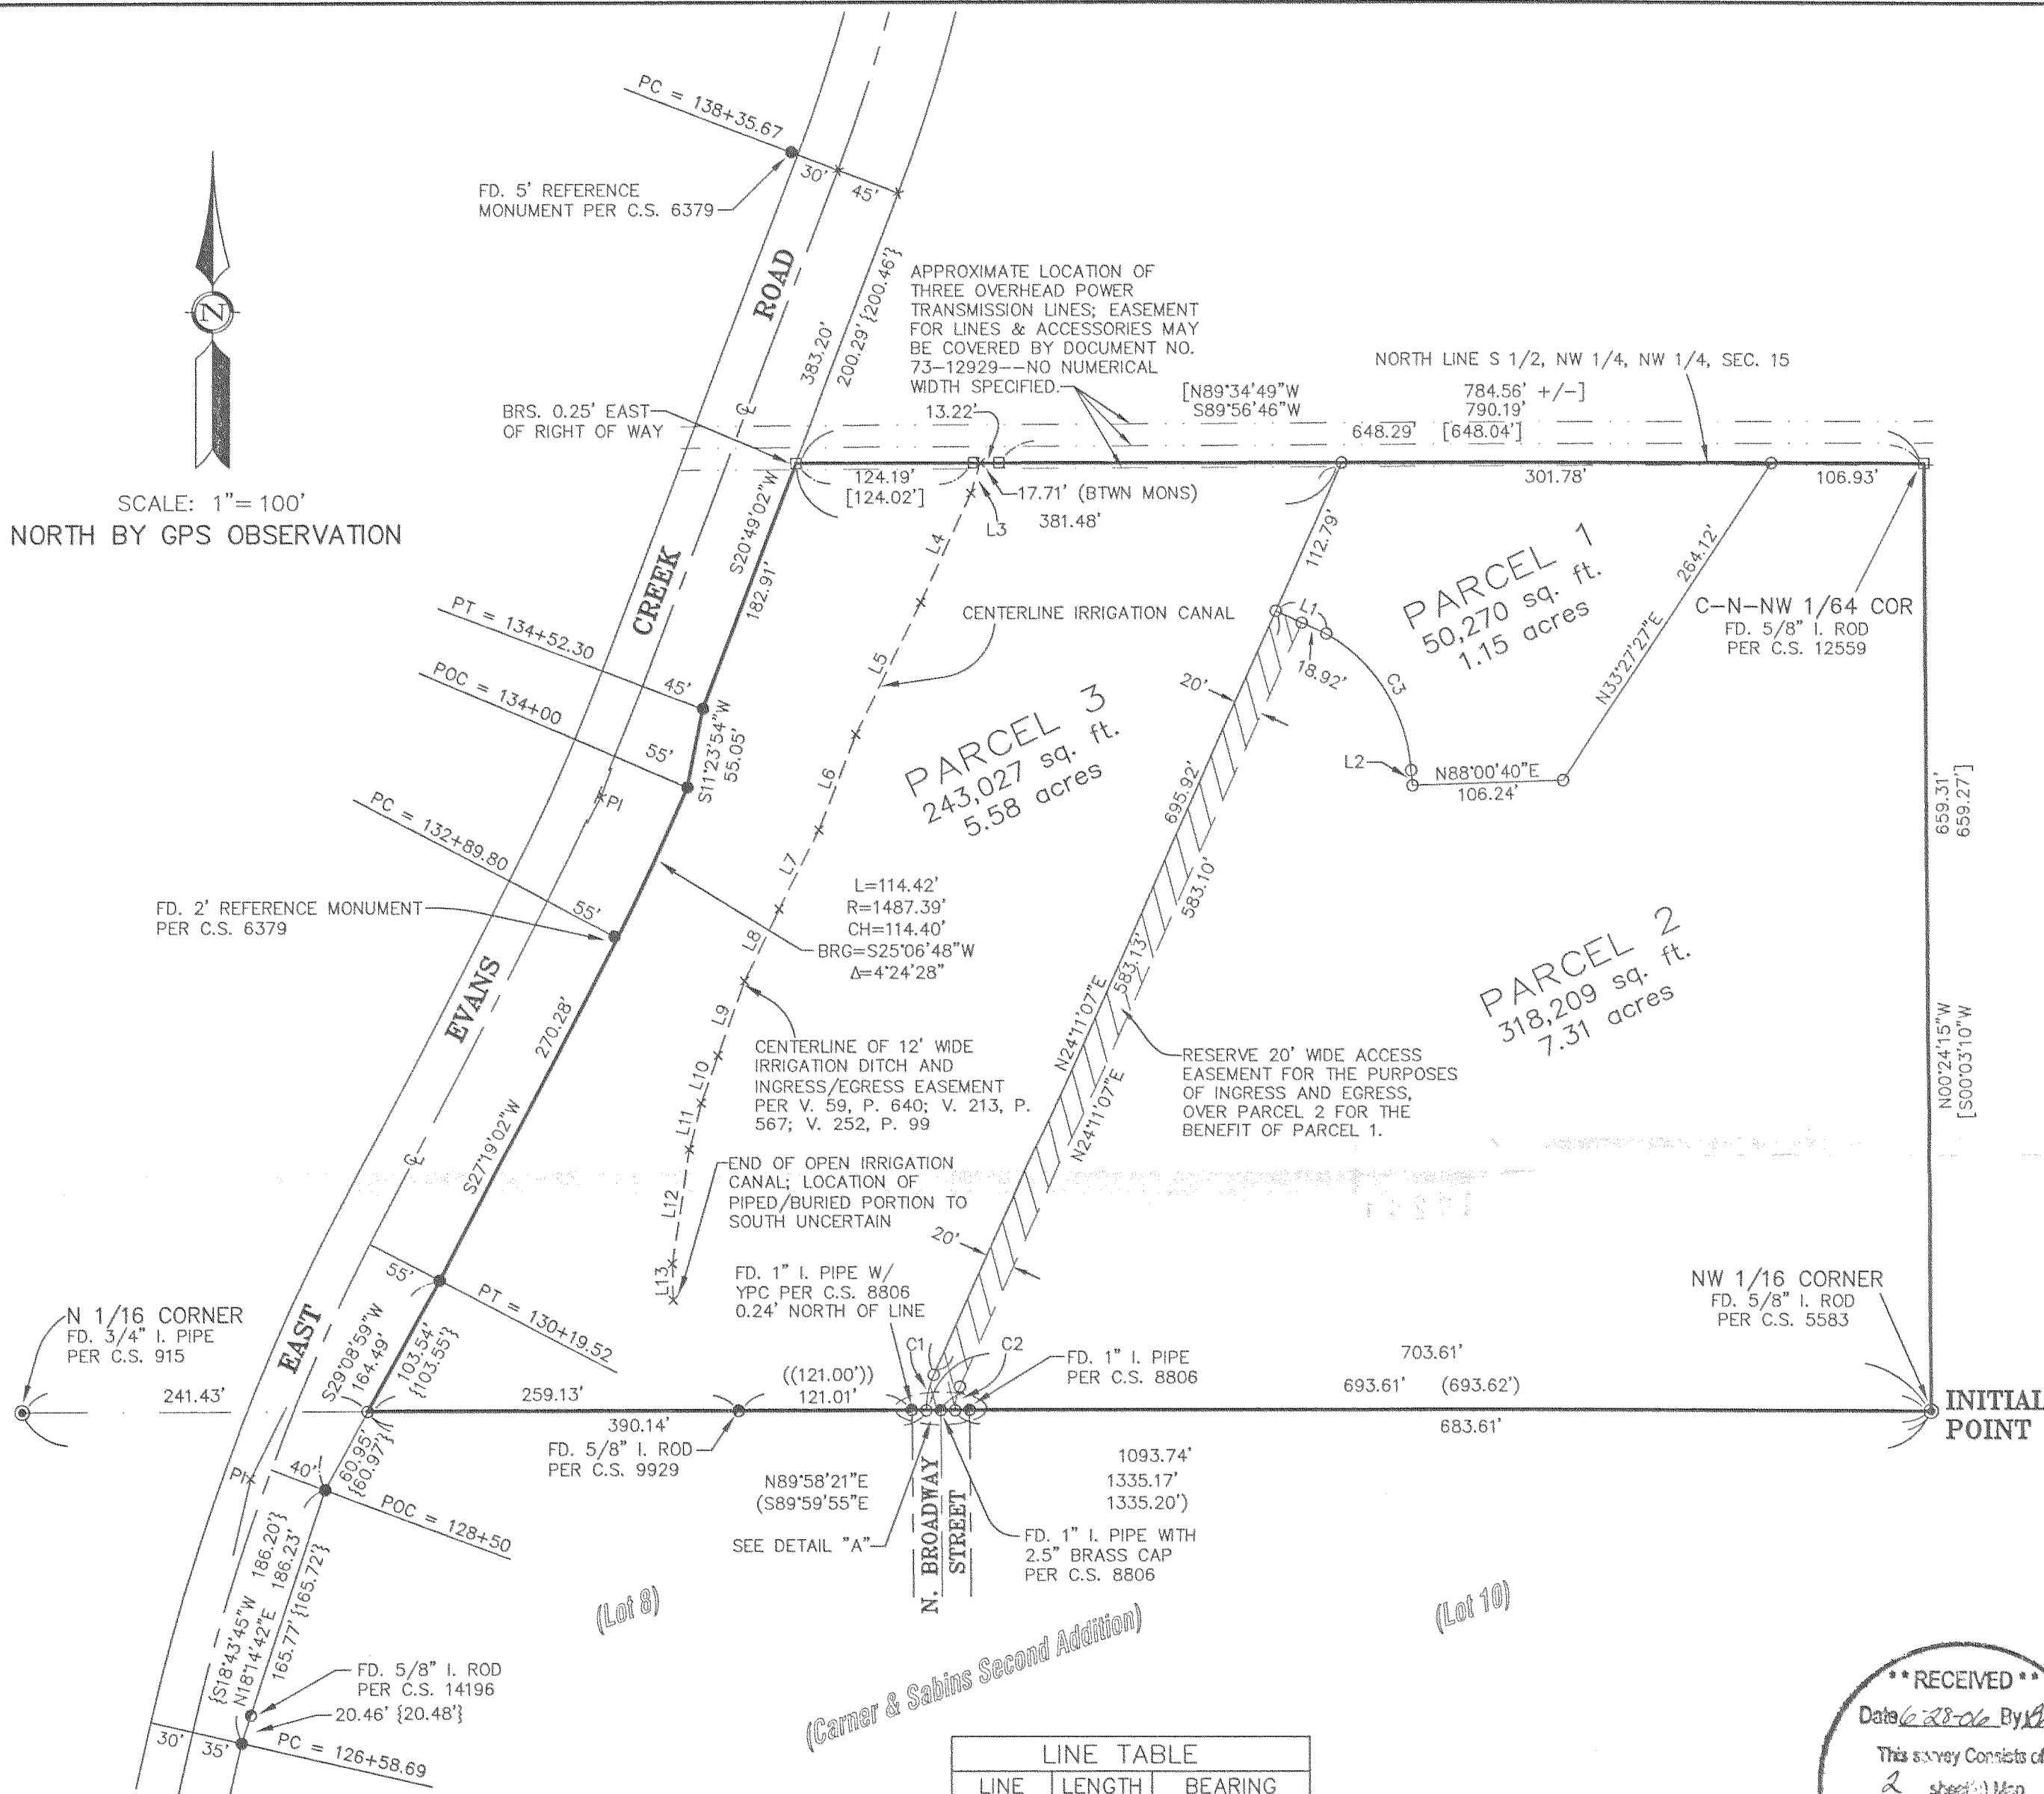 PC = 138+35.67
30'
45'
FD. 5' REFERENCE
MONUMENT PER C.S. 6379
N
SCALE: 1"= 100'
NORTH BY GPS OBSERVATION
ROAD
383.20'
200.29' {200.46'}
APPROXIMATE LOCATION OF
THREE OVERHEAD POWER
TRANSMISSION LINES; EASEMENT
FOR LINES & ACCESSORIES MAY
BE COVERED BY DOCUMENT NO.
73-12929--NO NUMERICAL
WIDTH SPECIFIED.
NORTH LINE S 1/2, NW 1/4, NW 1/4, SEC. 15
[N89°34'49"W 784.56' +/-]
S89°56'46"W 790.19'
648.29' [648.04']
BRS. 0.25' EAST
OF RIGHT OF WAY
13.22'
124.19'
[124.02']
17.71' (BTWN MONS)
381.48'
301.78'
106.93'
L3
S20°49'02"W
182.91'
CREEK
L4
112.79'
PARCEL 1
50,270 sq. ft.
1.15 acres
264.12'
N33°27'27"E
C-N-NW 1/64 COR
FD. 5/8" I. ROD
PER C.S. 12559
CENTERLINE IRRIGATION CANAL
L1
18.92'
C3
PT = 134+52.30
45'
POC = 134+00
55'
S11°23'54"W
55.05'
L5
20'
PARCEL 3
243,027 sq. ft.
5.58 acres
L2
N88°00'40"E
106.24'
PI
L6
695.92'
659.31'
659.27']
PC = 132+89.80
55'
L7
L=114.42'
R=1487.39'
CH=114.40'
BRG=S25°06'48"W
Δ=4°24'28"
583.10'
583.13'
FD. 2' REFERENCE MONUMENT
PER C.S. 6379
L8
PARCEL 2
318,209 sq. ft.
7.31 acres
EVANS
270.28'
L9
N24°11'07"E
N24°11'07"E
CENTERLINE OF 12' WIDE
IRRIGATION DITCH AND
INGRESS/EGRESS EASEMENT
PER V. 59, P. 640; V. 213, P.
567; V. 252, P. 99
RESERVE 20' WIDE ACCESS
EASEMENT FOR THE PURPOSES
OF INGRESS AND EGRESS,
OVER PARCEL 2 FOR THE
BENEFIT OF PARCEL 1.
N00°24'15"W
[S00°03'10"W
L10
L11
S27°19'02"W
END OF OPEN IRRIGATION
CANAL; LOCATION OF
PIPED/BURIED PORTION TO
SOUTH UNCERTAIN
L12
20'
L13
55'
PT = 130+19.52
FD. 1" I. PIPE W/
YPC PER C.S. 8806
0.24' NORTH OF LINE
NW 1/16 CORNER
FD. 5/8" I. ROD
PER C.S. 5583
N 1/16 CORNER
FD. 3/4" I. PIPE
PER C.S. 915
EAST
S29°08'59"W
164.49'
103.54'
{103.55'}
C1
C2
FD. 1" I. PIPE
PER C.S. 8806
703.61'
693.61' (693.62')
683.61'
241.43'
259.13'
((121.00'))
121.01'
390.14'
INITIAL
POINT
FD. 5/8" I. ROD
PER C.S. 9929
60.95'
{60.97'}
PI
40'
POC = 128+50
N89°58'21"E
(S89°59'55"E
1093.74'
1335.17'
1335.20')
SEE DETAIL "A"
N. BROADWAY
STREET
FD. 1" I. PIPE WITH
2.5" BRASS CAP
PER C.S. 8806
{S18°43'45"W 186.20'}
N18°14'42"E 186.23'
165.77' {165.72'}
(Lot 8)
(Lot 10)
(Carner & Sabins Second Addition)
FD. 5/8" I. ROD
PER C.S. 14196
20.46' {20.48'}
30'
35'
PC = 126+58.69
LINE TABLE
LINE LENGTH BEARING
** RECEIVED **
Date 6-28-06 By
This survey Consists of
2 sheet(s) Map